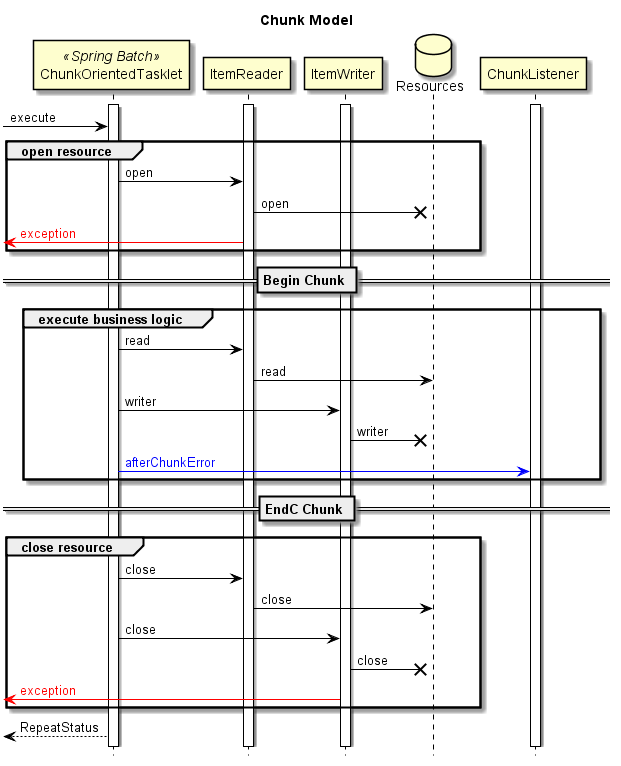 Chunk Model
«Spring Batch»
ChunkOrientedTasklet
ItemReader
ItemWriter
Resources
ChunkListener
execute
open resource
open
open
exception
Begin Chunk
execute business logic
read
read
writer
writer
afterChunkError
EndC Chunk
close resource
close
close
close
close
exception
RepeatStatus